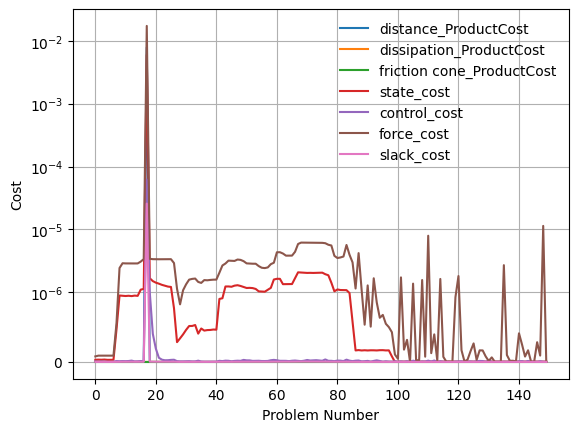 distance_ProductCost
dissipation_ProductCost
friction cone_ProductCost
state_cost
control_cost
force_cost
slack_cost
Cost
10⁻²
10⁻³
10⁻⁴
10⁻⁵
10⁻⁶
0
0 20 40 60 80 100 120 140
Problem Number